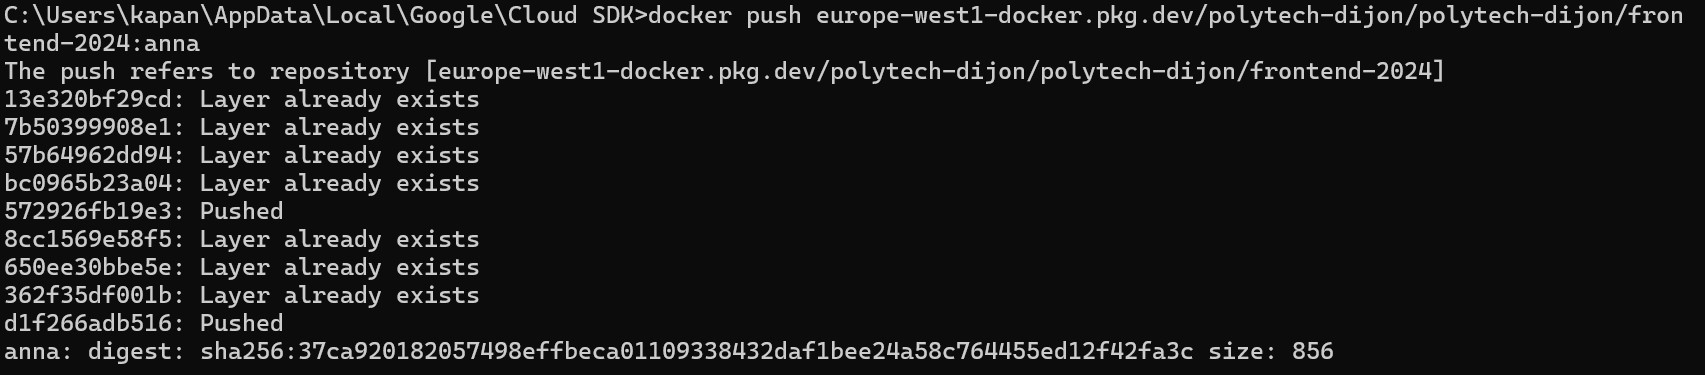 C:\Users\kapan\AppData\Local\Google\Cloud SDK>docker push europe-west1-docker.pkg.dev/polytech-dijon/polytech-dijon/fron
tend-2024:anna
The push refers to repository [europe-west1-docker.pkg.dev/polytech-dijon/polytech-dijon/frontend-2024]
13e320bf29cd: Layer already exists
7b50399908e1: Layer already exists
57b64962dd94: Layer already exists
bc0965b23a04: Layer already exists
572926fb19e3: Pushed
8cc1569e58f5: Layer already exists
650ee30bbe5e: Layer already exists
362f35df001b: Layer already exists
d1f266adb516: Pushed
anna: digest: sha256:37ca920182057498effbeca01109338432daf1bee24a58c764455ed12f42fa3c size: 856